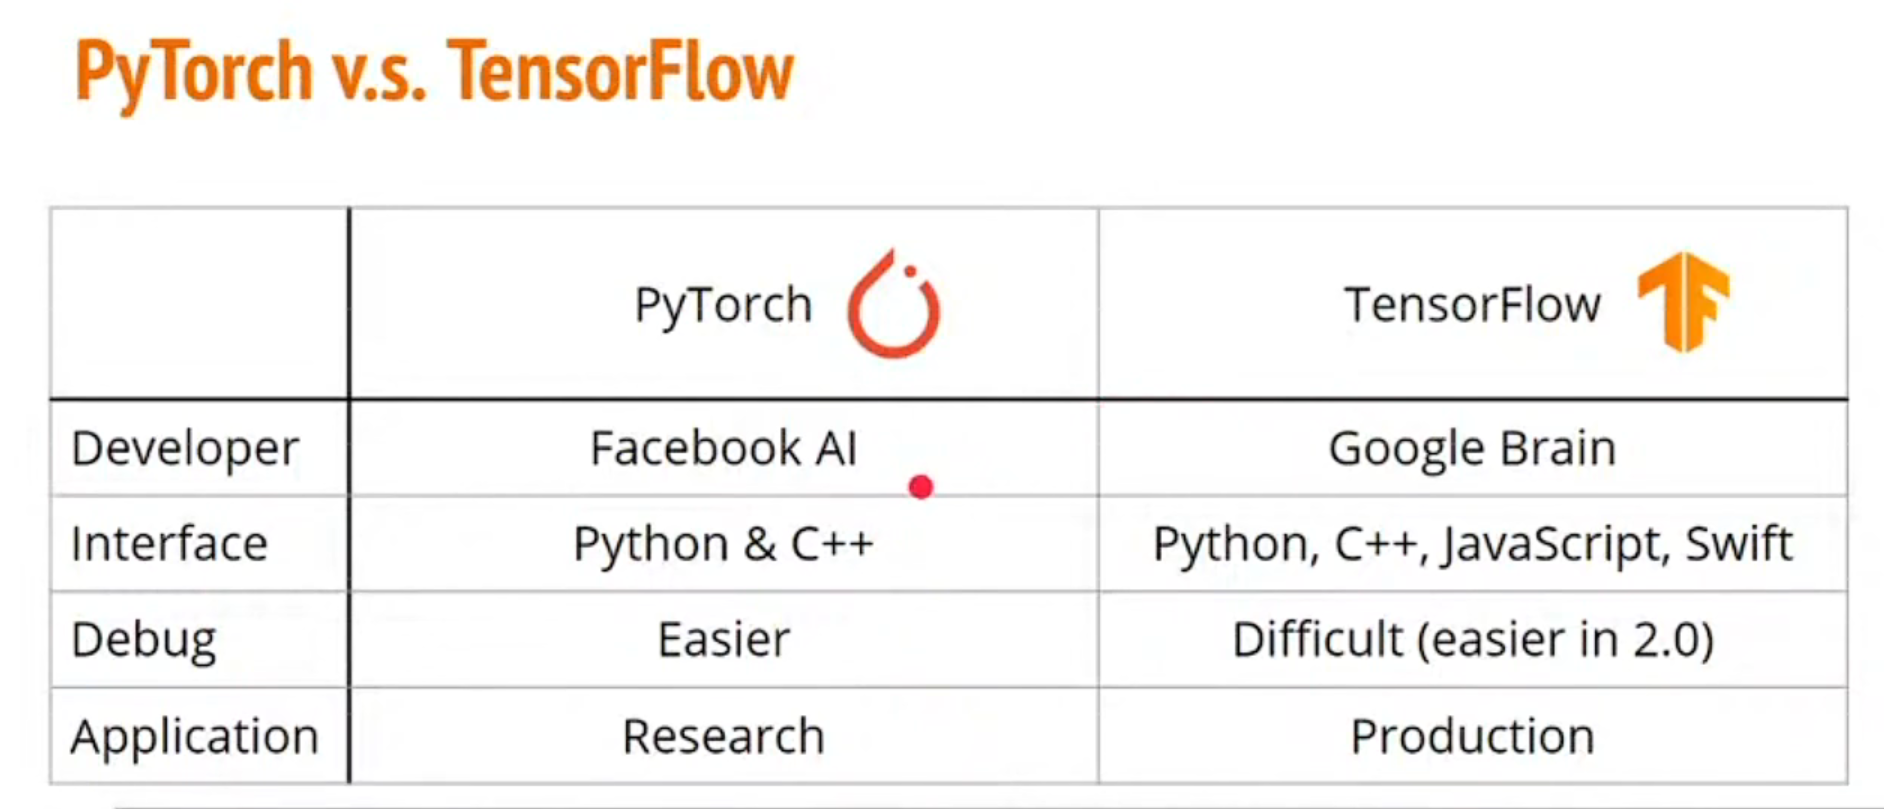 PyTorch v.s. TensorFlow
PyTorch TensorFlow
Developer Facebook AI Google Brain
Interface Python & C++ Python, C++, JavaScript, Swift
Debug Easier Difficult (easier in 2.0)
Application Research Production